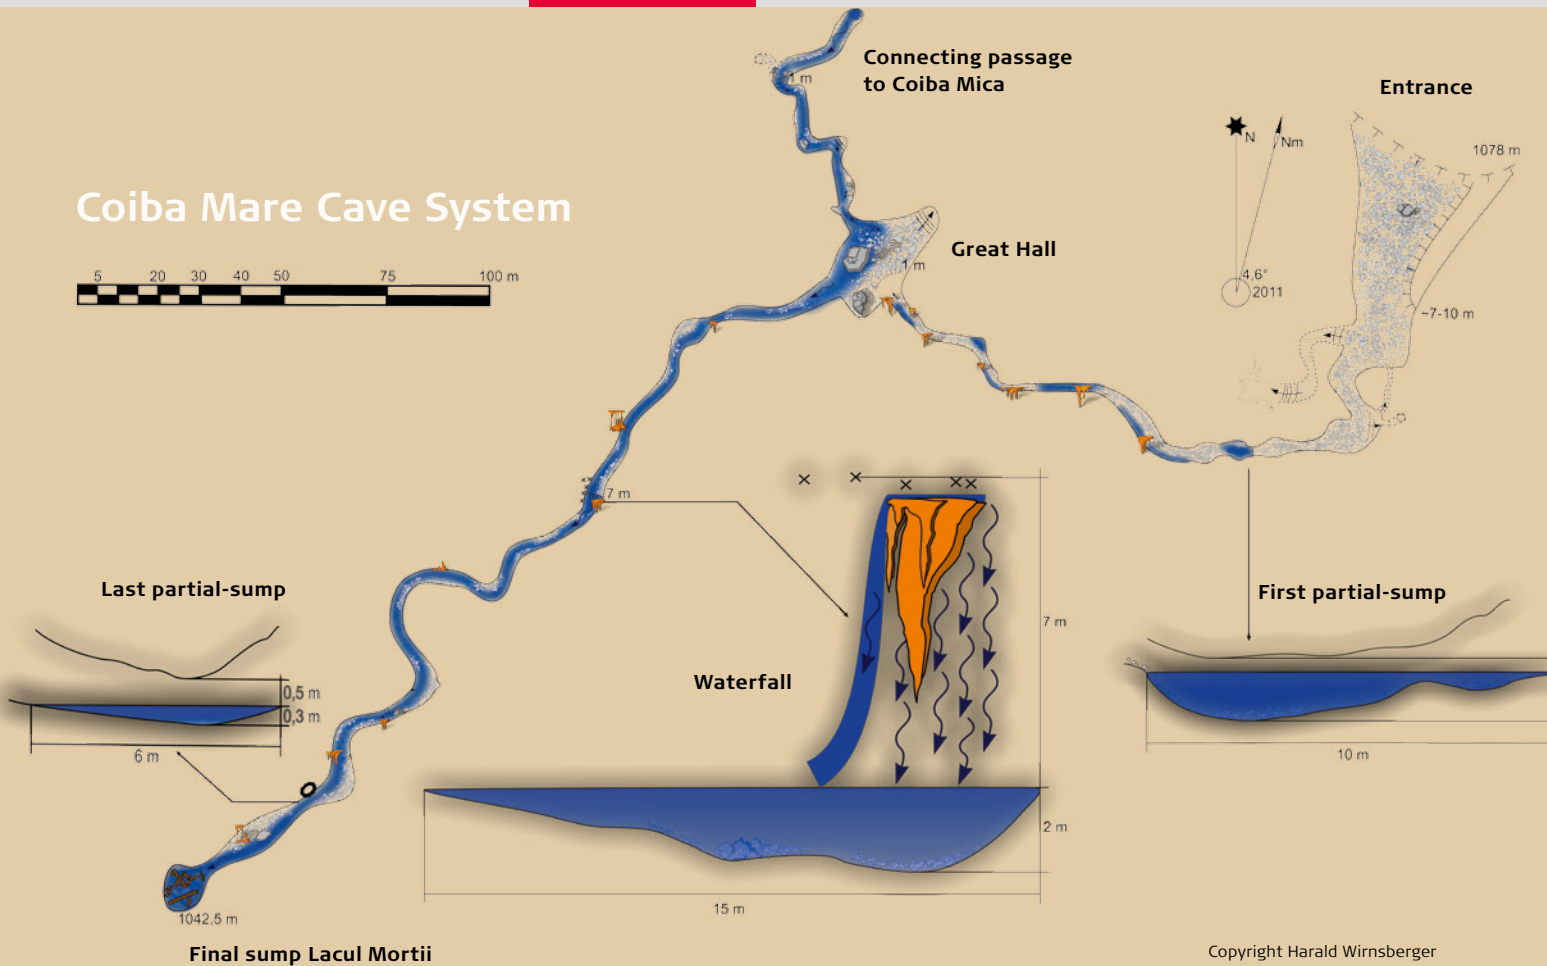 Connecting passage
to Coiba Mica
1 m
Entrance
N
Nm
1078 m
Coiba Mare Cave System
Great Hall
1 m
5 20 30 40 50 75 100 m
4,6°
2011
~7-10 m
7 m
Last partial-sump
First partial-sump
7 m
Waterfall
0,5 m
0,3 m
6 m
10 m
2 m
15 m
1042,5 m
Final sump Lacul Mortii
Copyright Harald Wirnsberger